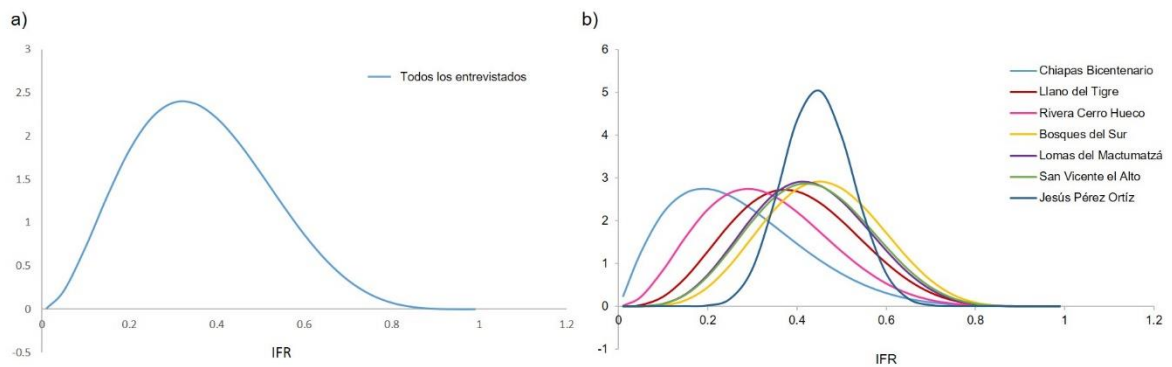 a)
3
2.5
2
1.5
1
0.5
0
-0.5
0 0.2 0.4 0.6 0.8 1 1.2
IFR
Todos los entrevistados
b)
6
5
4
3
2
1
0
-1
0 0.2 0.4 0.6 0.8 1 1.2
IFR
Chiapas Bicentenario
Llano del Tigre
Rivera Cerro Hueco
Bosques del Sur
Lomas del Mactumatzá
San Vicente el Alto
Jesús Pérez Ortíz